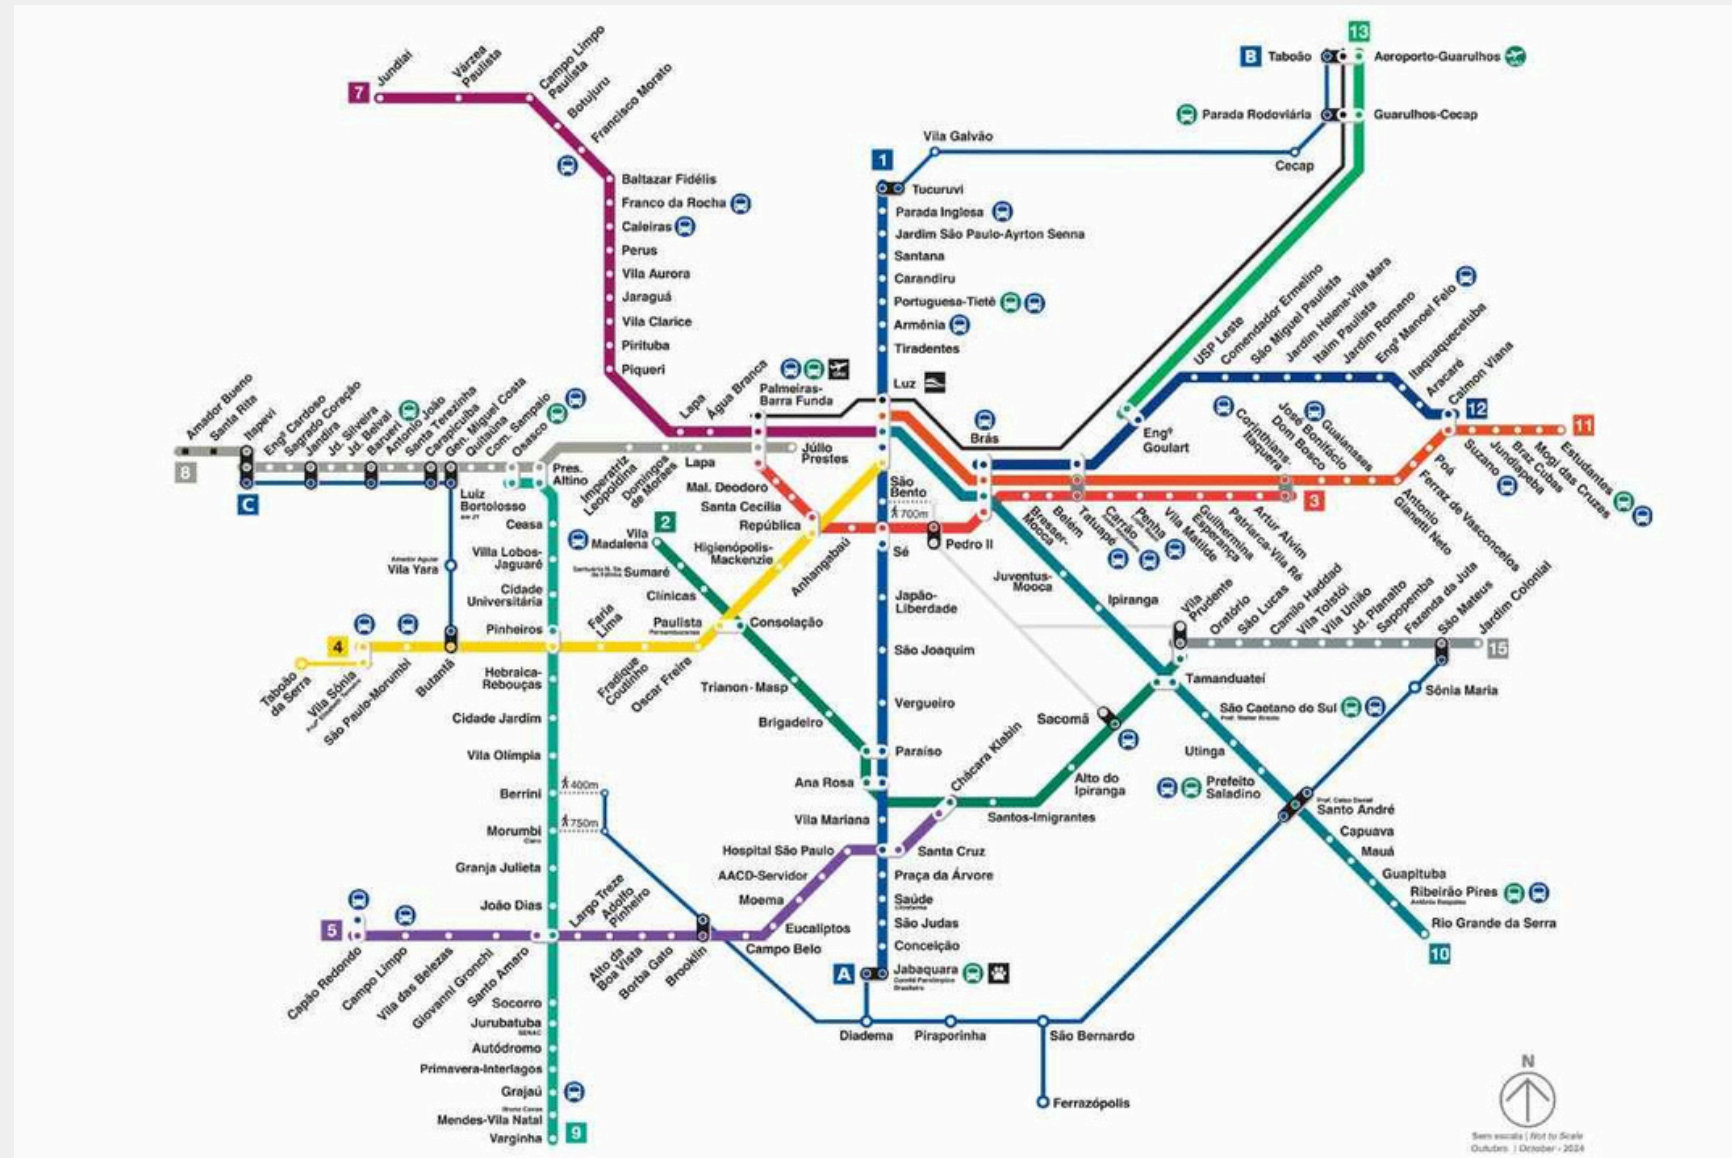 7
Jundiaí
Várzea
Paulista
Campo Limpo
Paulista
Botujuru
Francisco Morato
Baltazar Fidélis
Franco da Rocha
Caieiras
Perus
Vila Aurora
Jaraguá
Vila Clarice
Pirituba
Piqueri
Lapa
Água Branca
Palmeiras-
Barra Funda
1
Tucuruvi
Parada Inglesa
Jardim São Paulo-Ayrton Senna
Santana
Carandiru
Portuguesa-Tietê
Armênia
Tiradentes
Luz
São
Bento
700m
Sé
Japão-
Liberdade
São Joaquim
Vergueiro
Paraíso
Ana Rosa
Vila Mariana
Santa Cruz
Praça da Árvore
Saúde
São Judas
Conceição
A
Jabaquara
Comitê Paralímpico
Brasileiro
Vila Galvão
Cecap
B
Taboão
Parada Rodoviária
13
Aeroporto-Guarulhos
Guarulhos-Cecap
Engº
Goulart
USP Leste
Comendador Ermelino
São Miguel Paulista
Jardim Helena-Vila Mara
Itaim Paulista
Jardim Romano
Engº Manoel Feio
Itaquaquecetuba
Aracaré
Calmon Viana
12
11
Brás
Corinthians-
Itaquera
Dom Bosco
José Bonifácio
Guaianases
Antonio
Gianetti Neto
Ferraz de Vasconcelos
Poá
Suzano
Jundiapeba
Braz Cubas
Mogi das Cruzes
Estudantes
3
Bresser-
Mooca
Belém
Tatuapé
Carrão
Penha
Vila Matilde
Guilhermina
Esperança
Patriarca-Vila Ré
Artur Alvim
Pedro II
Anhangabaú
República
Santa Cecília
Mal. Deodoro
8
Amador Bueno
Santa Rita
Itapevi
Engº Cardoso
Sagrado Coração
Jandira
Jd. Silveira
Jd. Belval
Barueri
Antonio João
Santa Terezinha
Carapicuíba
Gen. Miguel Costa
Quitaúna
Com. Sampaio
Osasco
Pres.
Altino
Imperatriz
Leopoldina
Domingos
de Moraes
Lapa
Júlio
Prestes
C
Luiz
Bortolosso
Amador Aguiar
Vila Yara
Ceasa
Villa Lobos-
Jaguaré
Cidade
Universitária
Pinheiros
Hebraica-
Rebouças
Cidade Jardim
Vila Olímpia
Berrini
400m
Morumbi
Claro
750m
Granja Julieta
João Dias
Socorro
Jurubatuba
SENAC
Autódromo
Primavera-Interlagos
Grajaú
Mendes-Vila Natal
Varginha
9
2
Vila
Madalena
Sumaré
Clínicas
Consolação
Trianon-Masp
Brigadeiro
Chácara Klabin
Santos-Imigrantes
Alto do
Ipiranga
Sacomã
Tamanduateí
Vila
Prudente
Higienópolis-
Mackenzie
Paulista
Oscar Freire
Fradique
Coutinho
Faria
Lima
4
Butantã
São Paulo-Morumbi
Vila Sônia
Taboão
da Serra
Oratório
São Lucas
Camilo Haddad
Vila Tolstói
Vila União
Jd. Planalto
Sapopemba
Fazenda da Juta
São Mateus
Jardim Colonial
15
Juventus-
Mooca
Ipiranga
São Caetano do Sul
Utinga
Prefeito
Saladino
Prof. Celso Daniel
Santo André
Capuava
Mauá
Guapituba
Ribeirão Pires
Rio Grande da Serra
10
Sônia Maria
5
Capão Redondo
Campo Limpo
Vila das Belezas
Giovanni Gronchi
Santo Amaro
Largo Treze
Adolfo
Pinheiro
Alto da
Boa Vista
Borba Gato
Brooklin
Campo Belo
Eucaliptos
Moema
AACD-Servidor
Hospital São Paulo
Diadema
Piraporinha
São Bernardo
Ferrazópolis
N
Sem escala | Not to Scale
Outubro | October - 2024